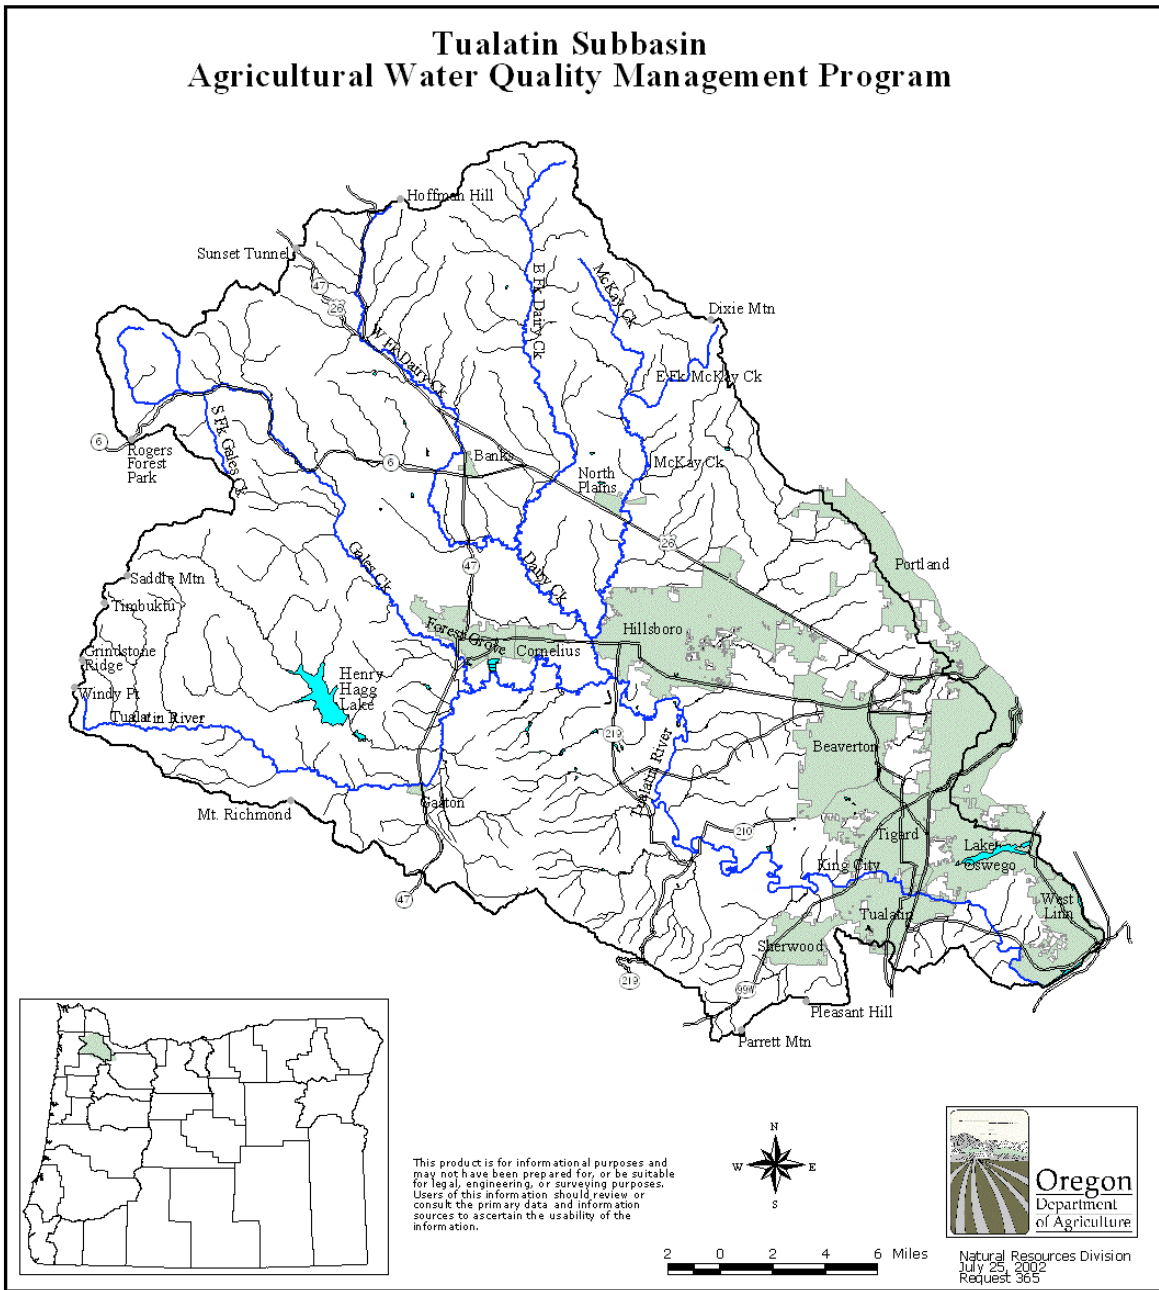 Tualatin Subbasin
Agricultural Water Quality Management Program
Hoffman Hill
Sunset Tunnel
47
26
E Fk Dairy Ck
McKay Ck
Dixie Mtn
W Fk Dairy Ck
E Fk McKay Ck
S Fk Gales Ck
6
Rogers
Forest
Park
6
Banks
McKay Ck
North
Plains
26
Gales Ck
47
Dairy Ck
Portland
Saddle Mtn
Timbuktu
Forest Grove
Cornelius
Hillsboro
Grindstone
Ridge
Henry
Hagg
Lake
Windy Pt
Tualatin River
219
Tualatin River
Beaverton
Gaston
Mt. Richmond
210
Tigard
Lake
Oswego
King City
47
West
Linn
Tualatin
Sherwood
219
99W
Pleasant Hill
Parrett Mtn
This product is for informational purposes and
may not have been prepared for, or be suitable
for legal, engineering, or surveying purposes.
Users of this information should review or
consult the primary data and information
sources to ascertain the usability of the
information.
N
W E
S
2 0 2 4 6 Miles
Oregon
Department
of Agriculture
Natural Resources Division
July 25, 2002
Request 365